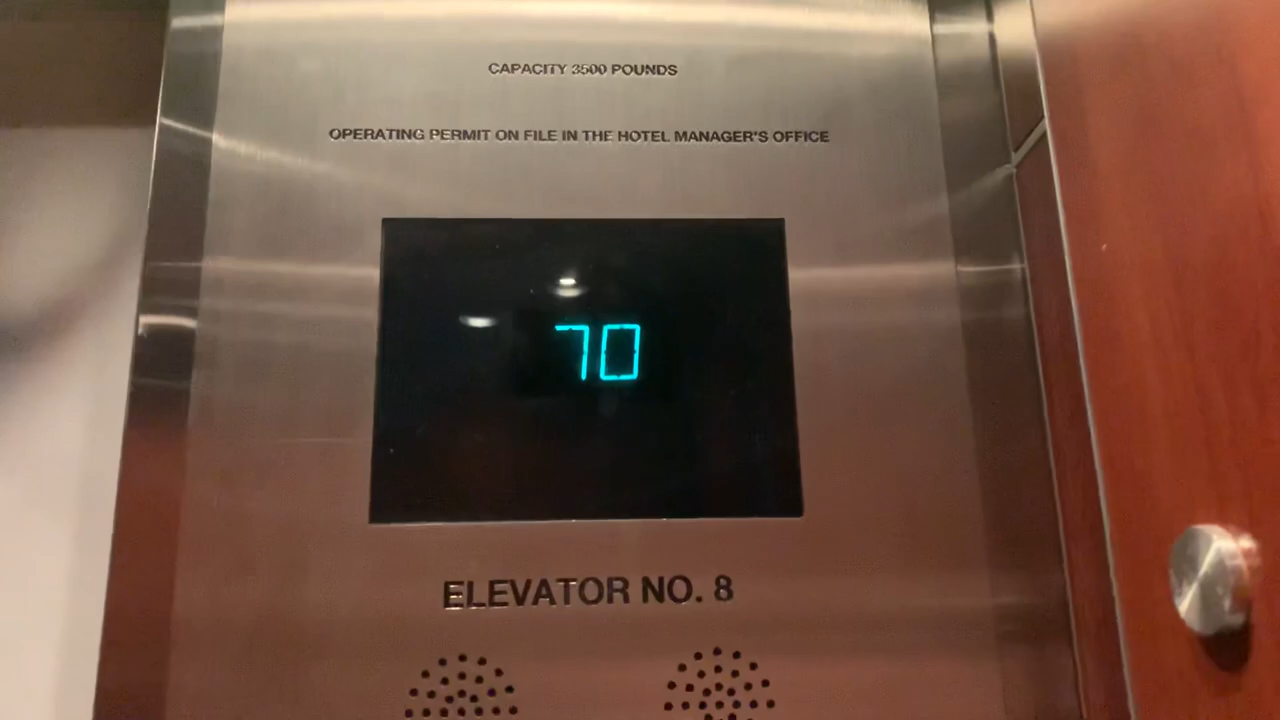 CAPACITY 3500 POUNDS
OPERATING PERMIT ON FILE IN THE HOTEL MANAGER'S OFFICE
70
ELEVATOR NO. 8